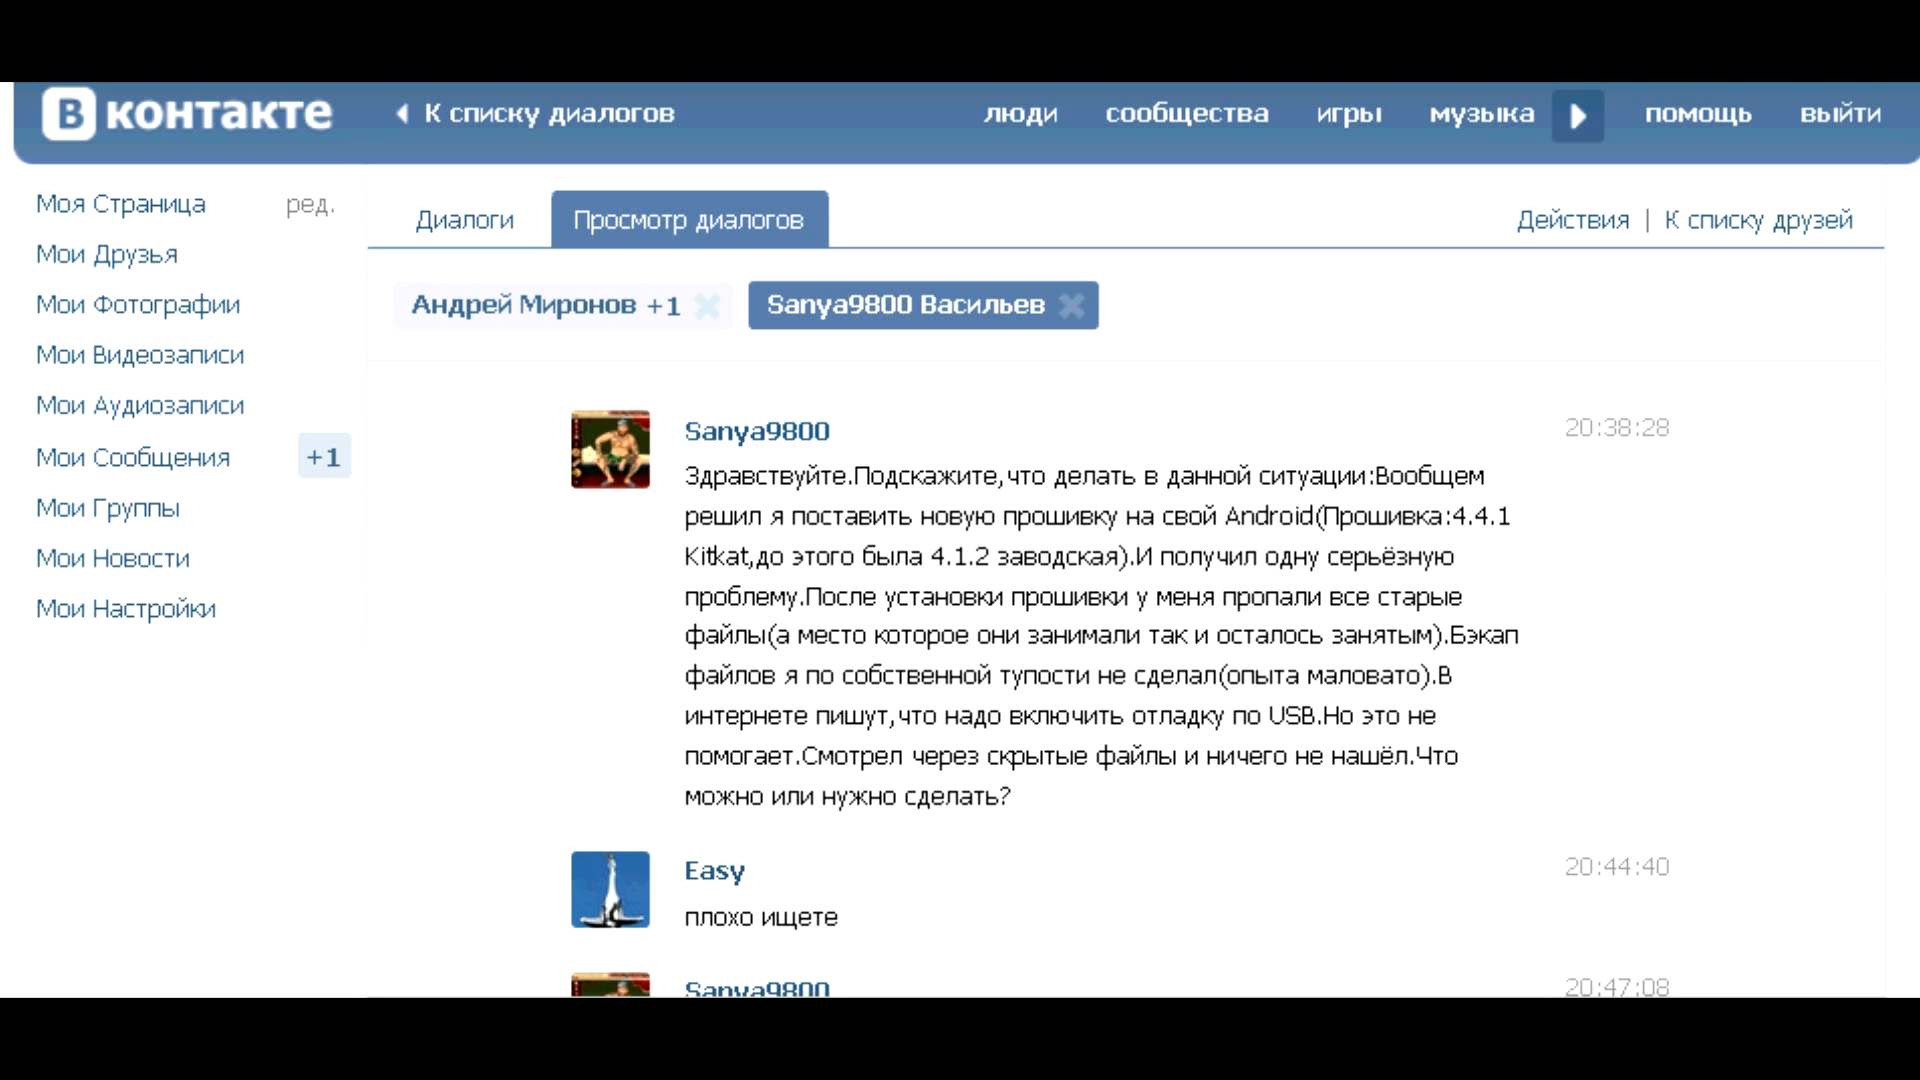 В контакте
К списку диалогов
люди сообщества игры музыка помощь выйти
Моя Страница ред.
Мои Друзья
Мои Фотографии
Мои Видеозаписи
Мои Аудиозаписи
Мои Сообщения +1
Мои Группы
Мои Новости
Мои Настройки
Диалоги Просмотр диалогов Действия | К списку друзей
Андрей Миронов +1 Sanya9800 Васильев
Sanya9800 20:38:28
Здравствуйте.Подскажите,что делать в данной ситуации:Вообщем
решил я поставить новую прошивку на свой Android(Прошивка:4.4.1
Kitkat,до этого была 4.1.2 заводская).И получил одну серьёзную
проблему.После установки прошивки у меня пропали все старые
файлы(а место которое они занимали так и осталось занятым).Бэкап
файлов я по собственной тупости не сделал(опыта маловато).В
интернете пишут,что надо включить отладку по USB.Но это не
помогает.Смотрел через скрытые файлы и ничего не нашёл.Что
можно или нужно сделать?
Easy 20:44:40
плохо ищете
Sanya9800 20:47:08